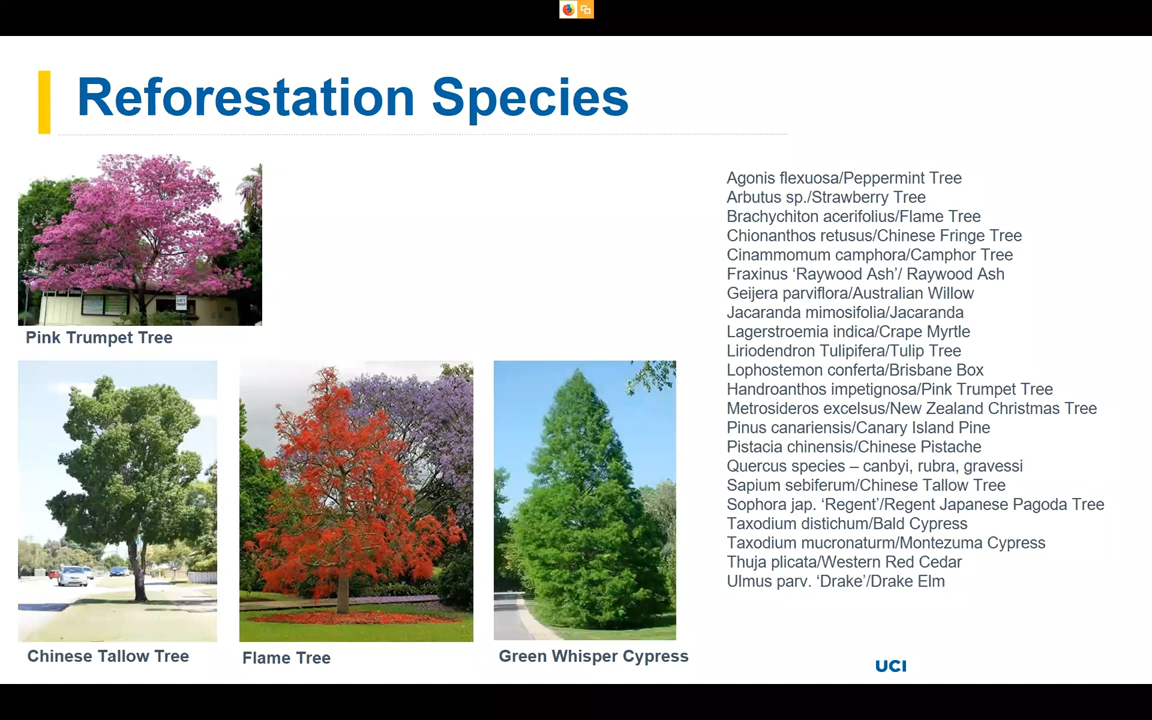 Reforestation Species
Pink Trumpet Tree
Chinese Tallow Tree
Flame Tree
Green Whisper Cypress
Agonis flexuosa/Peppermint Tree
Arbutus sp./Strawberry Tree
Brachychiton acerifolius/Flame Tree
Chionanthos retusus/Chinese Fringe Tree
Cinammomum camphora/Camphor Tree
Fraxinus ‘Raywood Ash’/ Raywood Ash
Geijera parviflora/Australian Willow
Jacaranda mimosifolia/Jacaranda
Lagerstroemia indica/Crape Myrtle
Liriodendron Tulipifera/Tulip Tree
Lophostemon conferta/Brisbane Box
Handroanthos impetignosa/Pink Trumpet Tree
Metrosideros excelsus/New Zealand Christmas Tree
Pinus canariensis/Canary Island Pine
Pistacia chinensis/Chinese Pistache
Quercus species – canbyi, rubra, gravessi
Sapium sebiferum/Chinese Tallow Tree
Sophora jap. ‘Regent’/Regent Japanese Pagoda Tree
Taxodium distichum/Bald Cypress
Taxodium mucronaturm/Montezuma Cypress
Thuja plicata/Western Red Cedar
Ulmus parv. ‘Drake’/Drake Elm
UCI